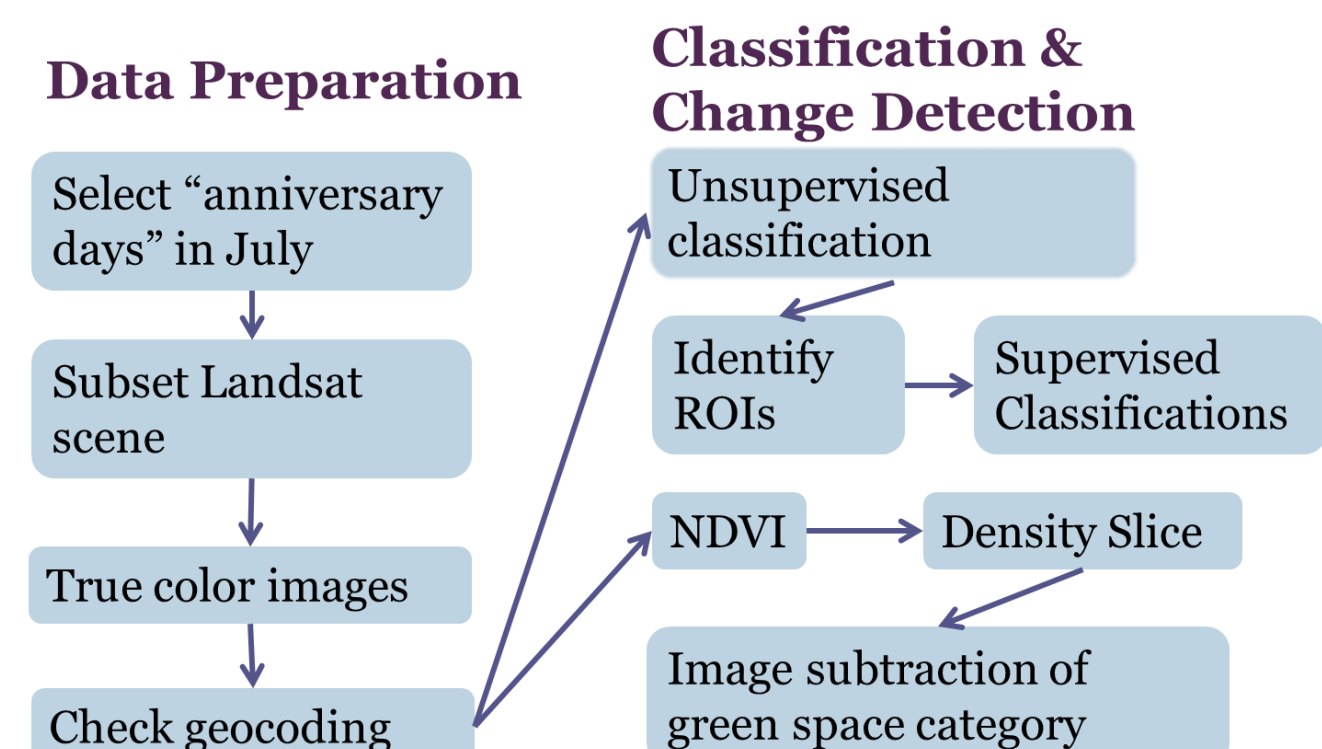 Data Preparation
Select “anniversary
days” in July
Subset Landsat
scene
True color images
Check geocoding
Classification &
Change Detection
Unsupervised
classification
Identify
ROIs
Supervised
Classifications
NDVI
Density Slice
Image subtraction of
green space category